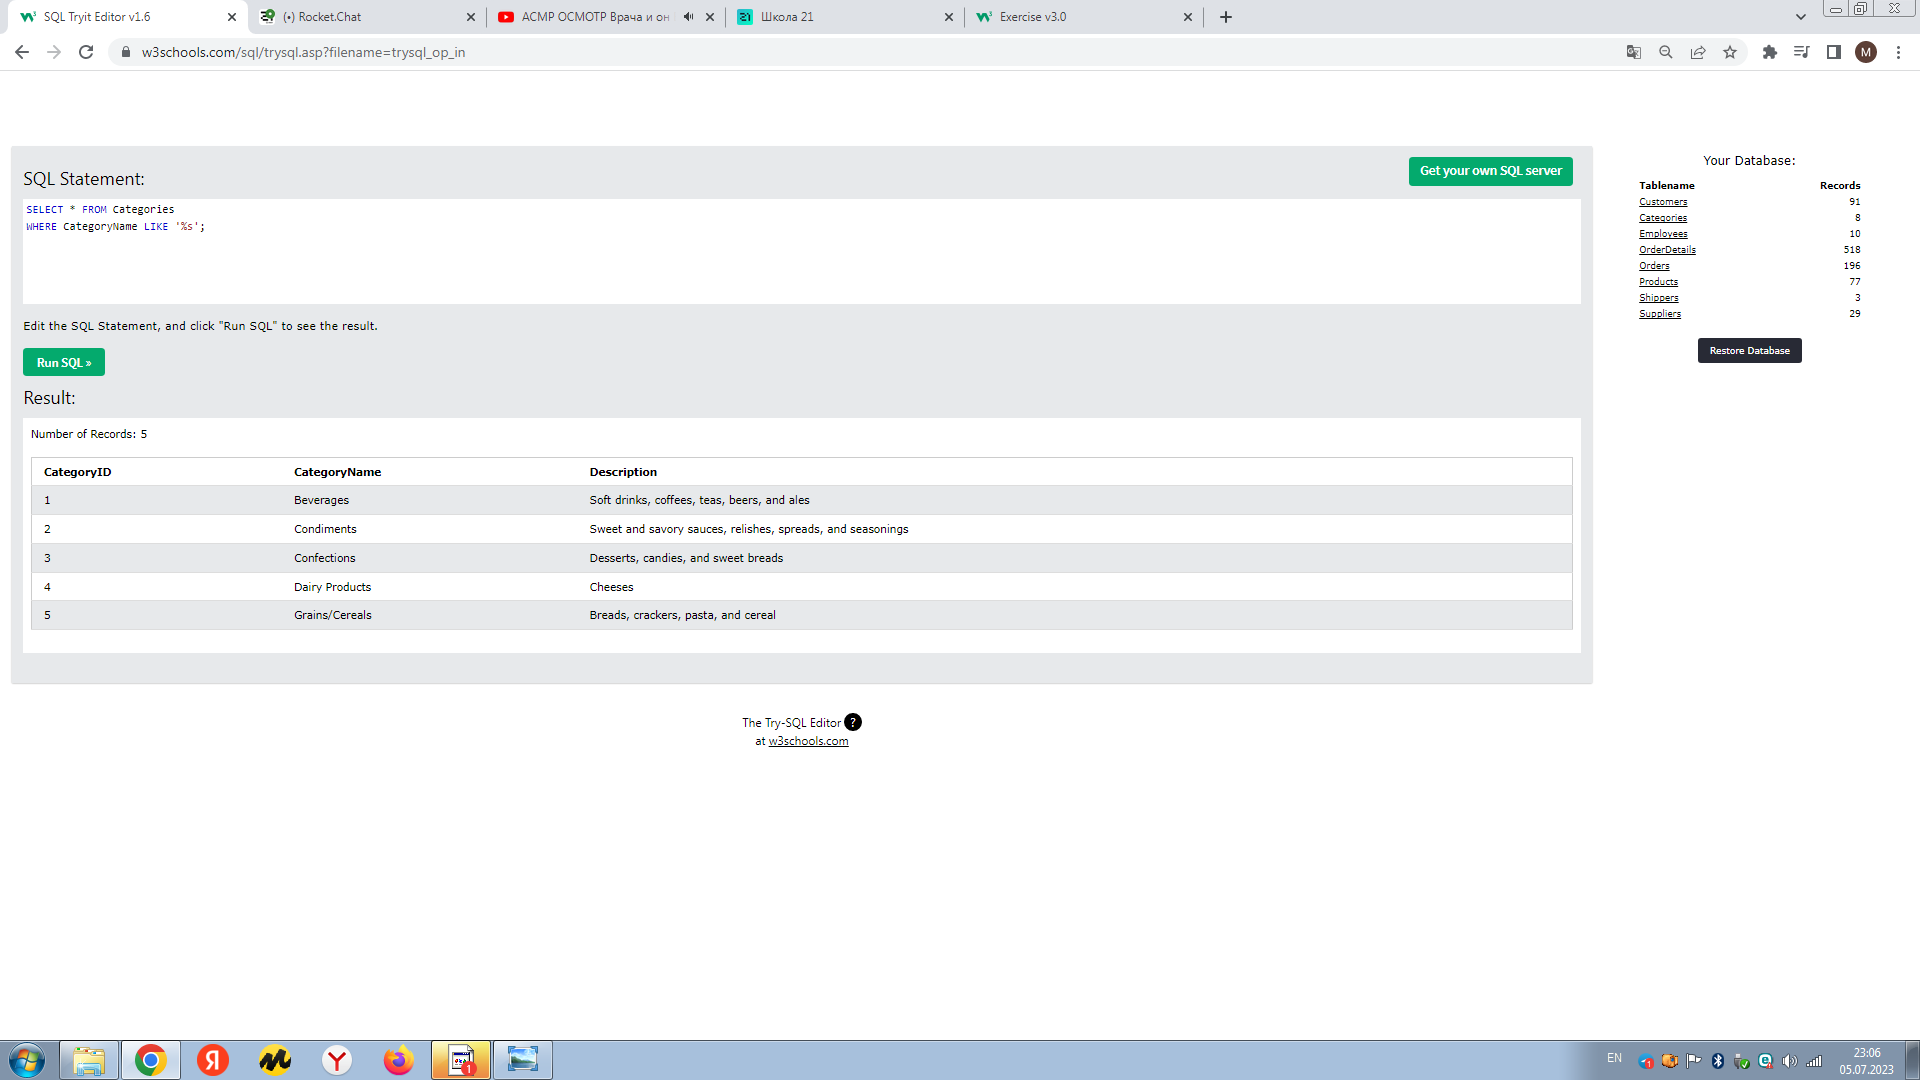 SQL Tryit Editor v1.6
(•) Rocket.Chat
АСМР ОСМОТР Врача и он
Школа 21
Exercise v3.0
w3schools.com/sql/trysql.asp?filename=trysql_op_in
M
SQL Statement:
Get your own SQL server
SELECT * FROM Categories
WHERE CategoryName LIKE '%s';
Edit the SQL Statement, and click "Run SQL" to see the result.
Run SQL »
Result:
Number of Records: 5
CategoryID CategoryName Description
1 Beverages Soft drinks, coffees, teas, beers, and ales
2 Condiments Sweet and savory sauces, relishes, spreads, and seasonings
3 Confections Desserts, candies, and sweet breads
4 Dairy Products Cheeses
5 Grains/Cereals Breads, crackers, pasta, and cereal
The Try-SQL Editor ?
at w3schools.com
Your Database:
Tablename Records
Customers 91
Categories 8
Employees 10
OrderDetails 518
Orders 196
Products 77
Shippers 3
Suppliers 29
Restore Database
Я
Y
1
EN
1
23:06
05.07.2023